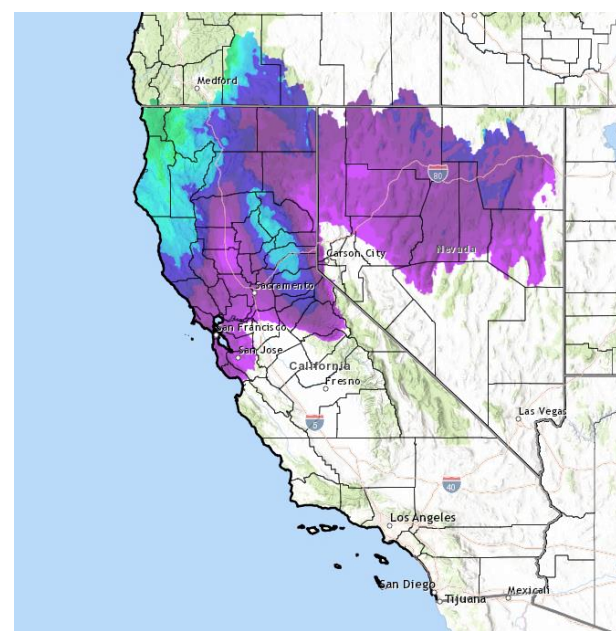 Medford
80
Nevada
Carson City
Sacramento
San Francisco
San Jose
California
Fresno
Las Vegas
5
40
Los Angeles
San Diego
Tijuana
Mexicali